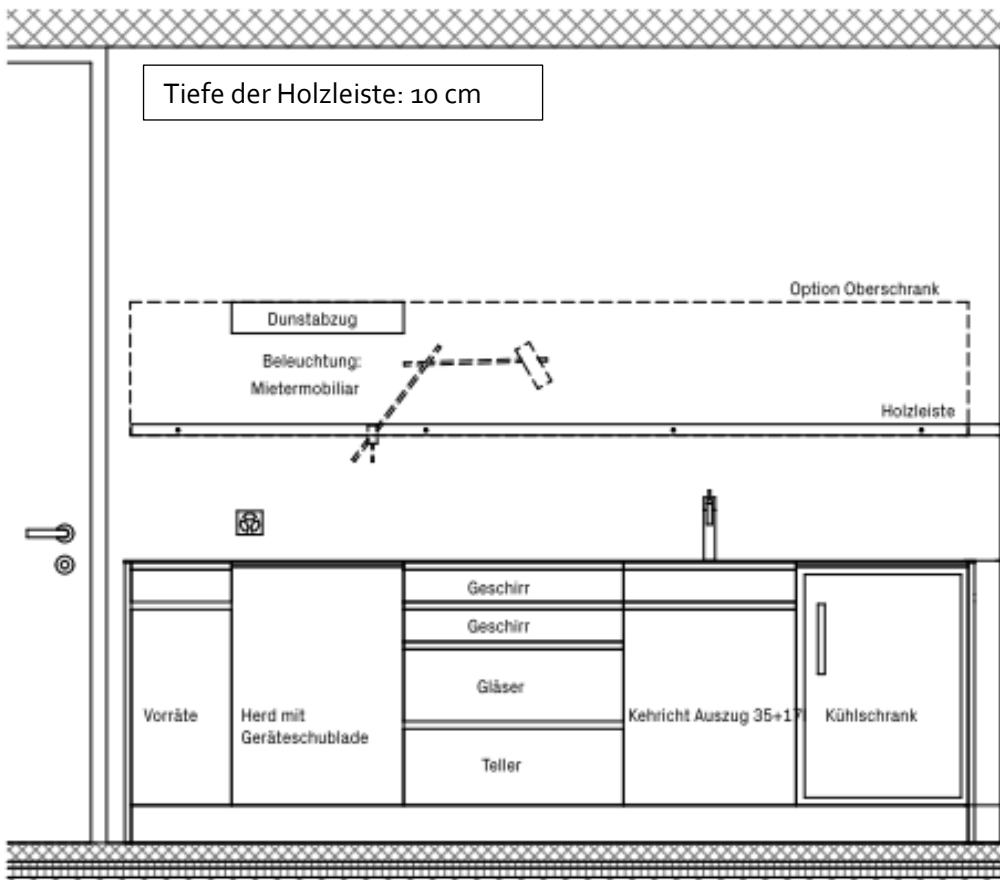 Tiefe der Holzleiste: 10 cm
Option Oberschrank
Dunstabzug
Beleuchtung:
Mietermobiliar
Holzleiste
Geschirr
Geschirr
Gläser
Vorräte
Herd mit
Geräteschublade
Kehricht Auszug 35+17l
Kühlschrank
Teller